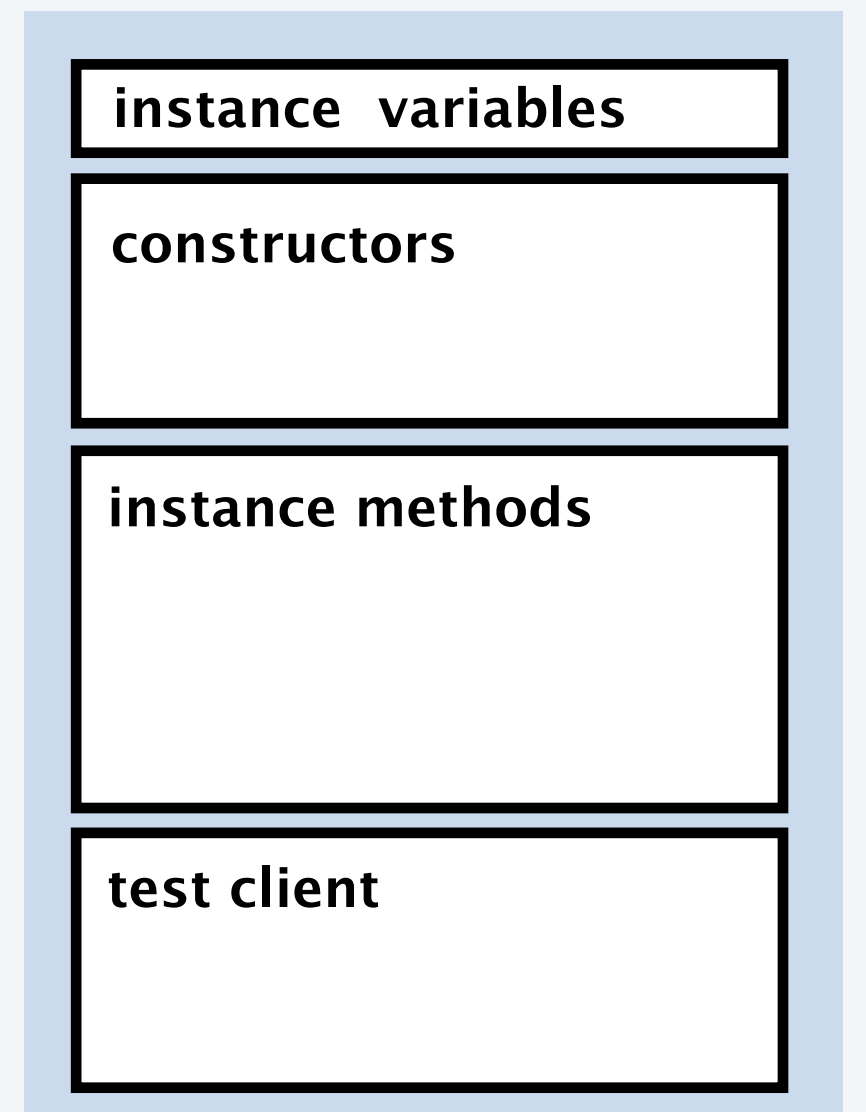 instance variables
constructors
instance methods
test client